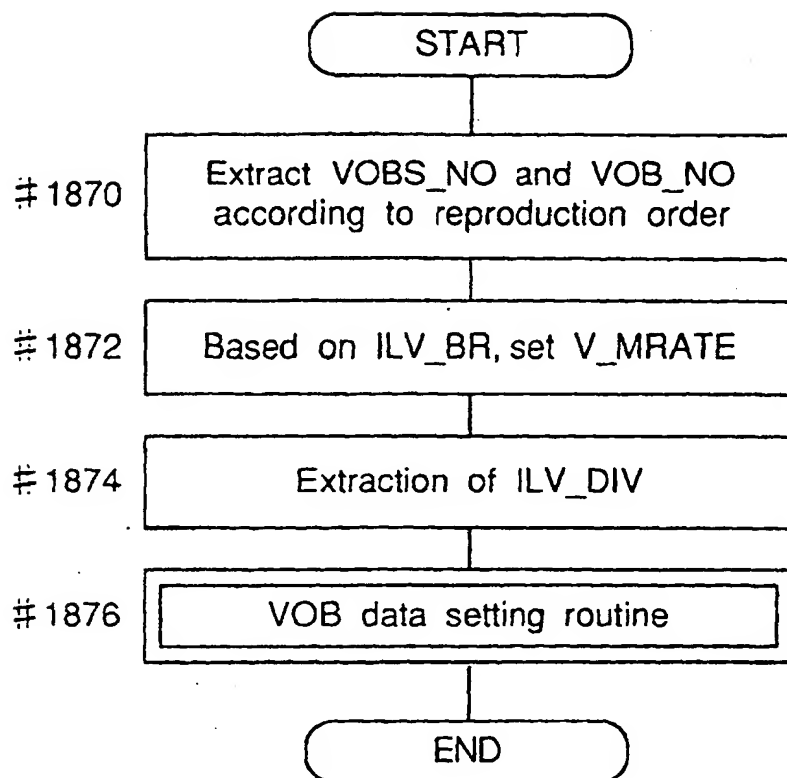 START
#1870
Extract VOBS_NO and VOB_NO
according to reproduction order
#1872
Based on ILV_BR, set V_MRATE
#1874
Extraction of ILV_DIV
#1876
VOB data setting routine
END